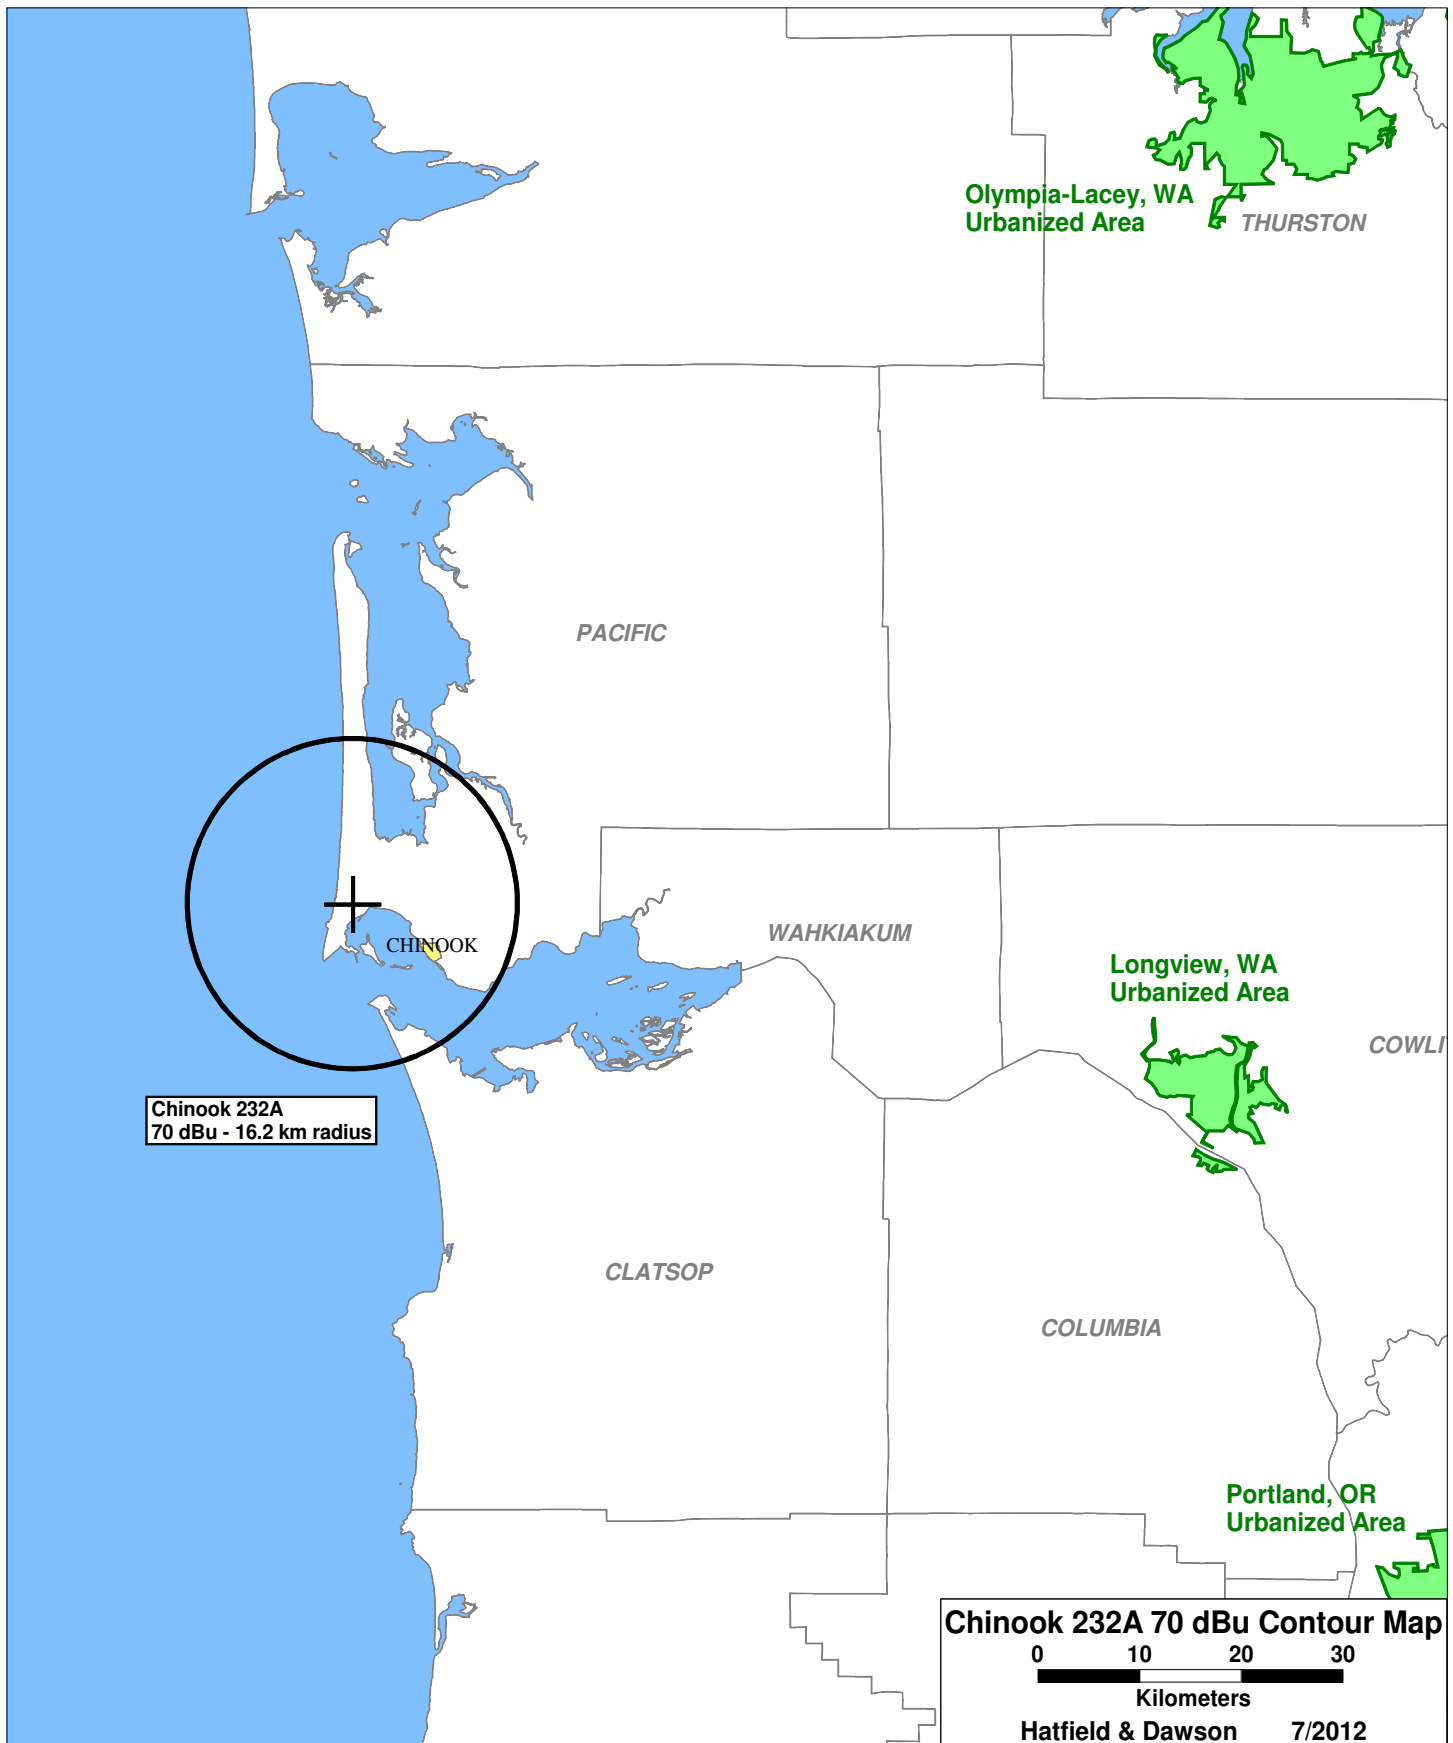 Olympia-Lacey, WA
Urbanized Area
THURSTON
PACIFIC
WAHKIAKUM
CHINOOK
Longview, WA
Urbanized Area
COWLI
Chinook 232A
70 dBu - 16.2 km radius
CLATSOP
COLUMBIA
Portland, OR
Urbanized Area
Chinook 232A 70 dBu Contour Map
0 10 20 30
Kilometers
Hatfield & Dawson 7/2012